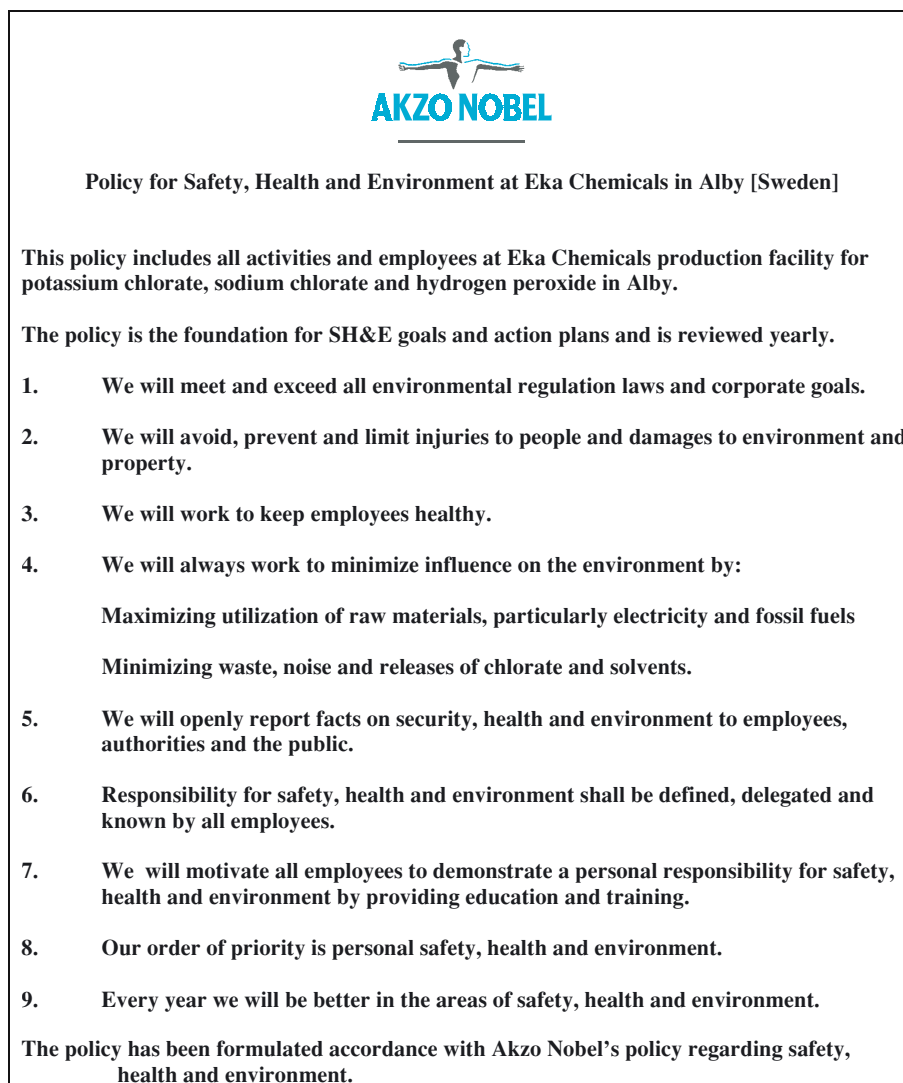 AKZO NOBEL
Policy for Safety, Health and Environment at Eka Chemicals in Alby [Sweden]
This policy includes all activities and employees at Eka Chemicals production facility for
potassium chlorate, sodium chlorate and hydrogen peroxide in Alby.
The policy is the foundation for SH&E goals and action plans and is reviewed yearly.
1. We will meet and exceed all environmental regulation laws and corporate goals.
2. We will avoid, prevent and limit injuries to people and damages to environment and
property.
3. We will work to keep employees healthy.
4. We will always work to minimize influence on the environment by:
Maximizing utilization of raw materials, particularly electricity and fossil fuels
Minimizing waste, noise and releases of chlorate and solvents.
5. We will openly report facts on security, health and environment to employees,
authorities and the public.
6. Responsibility for safety, health and environment shall be defined, delegated and
known by all employees.
7. We will motivate all employees to demonstrate a personal responsibility for safety,
health and environment by providing education and training.
8. Our order of priority is personal safety, health and environment.
9. Every year we will be better in the areas of safety, health and environment.
The policy has been formulated accordance with Akzo Nobel's policy regarding safety,
health and environment.